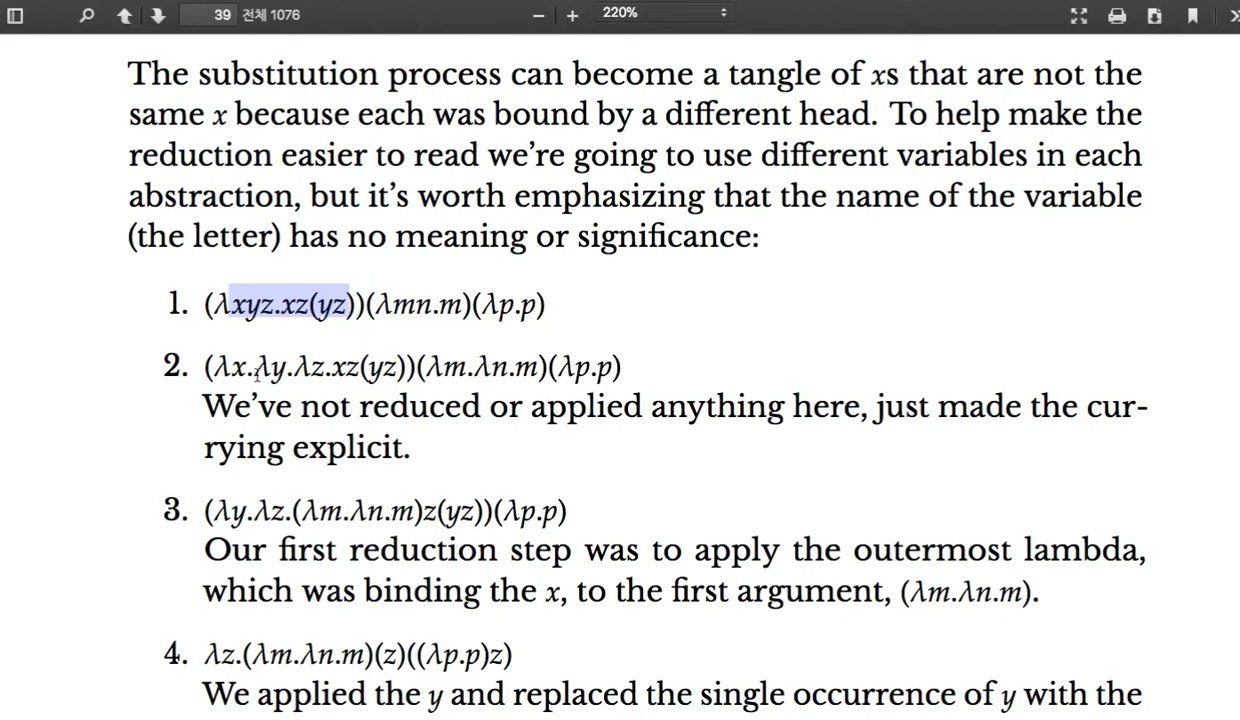 39 전체 1076
220%
The substitution process can become a tangle of xs that are not the
same x because each was bound by a different head. To help make the
reduction easier to read we’re going to use different variables in each
abstraction, but it’s worth emphasizing that the name of the variable
(the letter) has no meaning or significance:
1. (λxyz.xz(yz))(λmn.m)(λp.p)
2. (λx.λy.λz.xz(yz))(λm.λn.m)(λp.p)
We’ve not reduced or applied anything here, just made the cur-
rying explicit.
3. (λy.λz.(λm.λn.m)z(yz))(λp.p)
Our first reduction step was to apply the outermost lambda,
which was binding the x, to the first argument, (λm.λn.m).
4. λz.(λm.λn.m)(z)((λp.p)z)
We applied the y and replaced the single occurrence of y with the